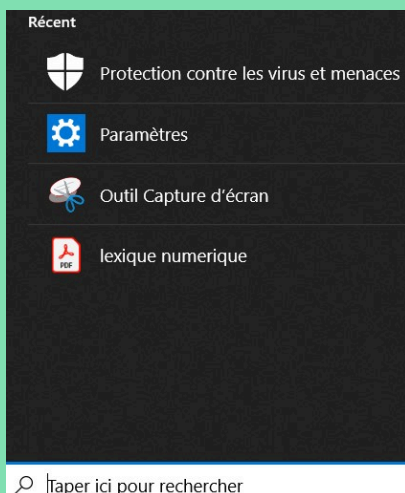 Récent
Protection contre les virus et menaces
Paramètres
Outil Capture d'écran
lexique numerique
PDF
Taper ici pour rechercher